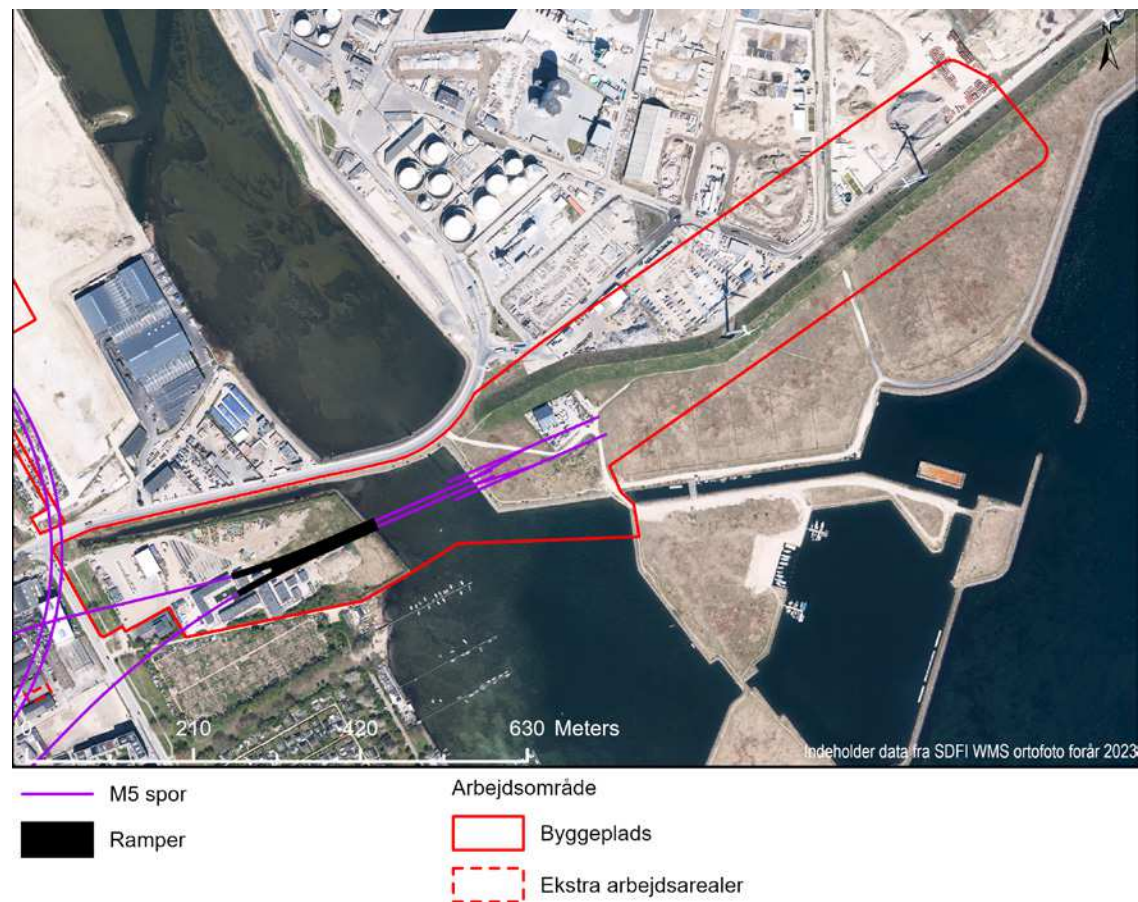 N
Indeholder data fra SDFI WMS ortofoto forår 2023
0 210 420 630 Meters
M5 spor
Ramper
Arbejdsområde
Byggeplads
Ekstra arbejdsarealer